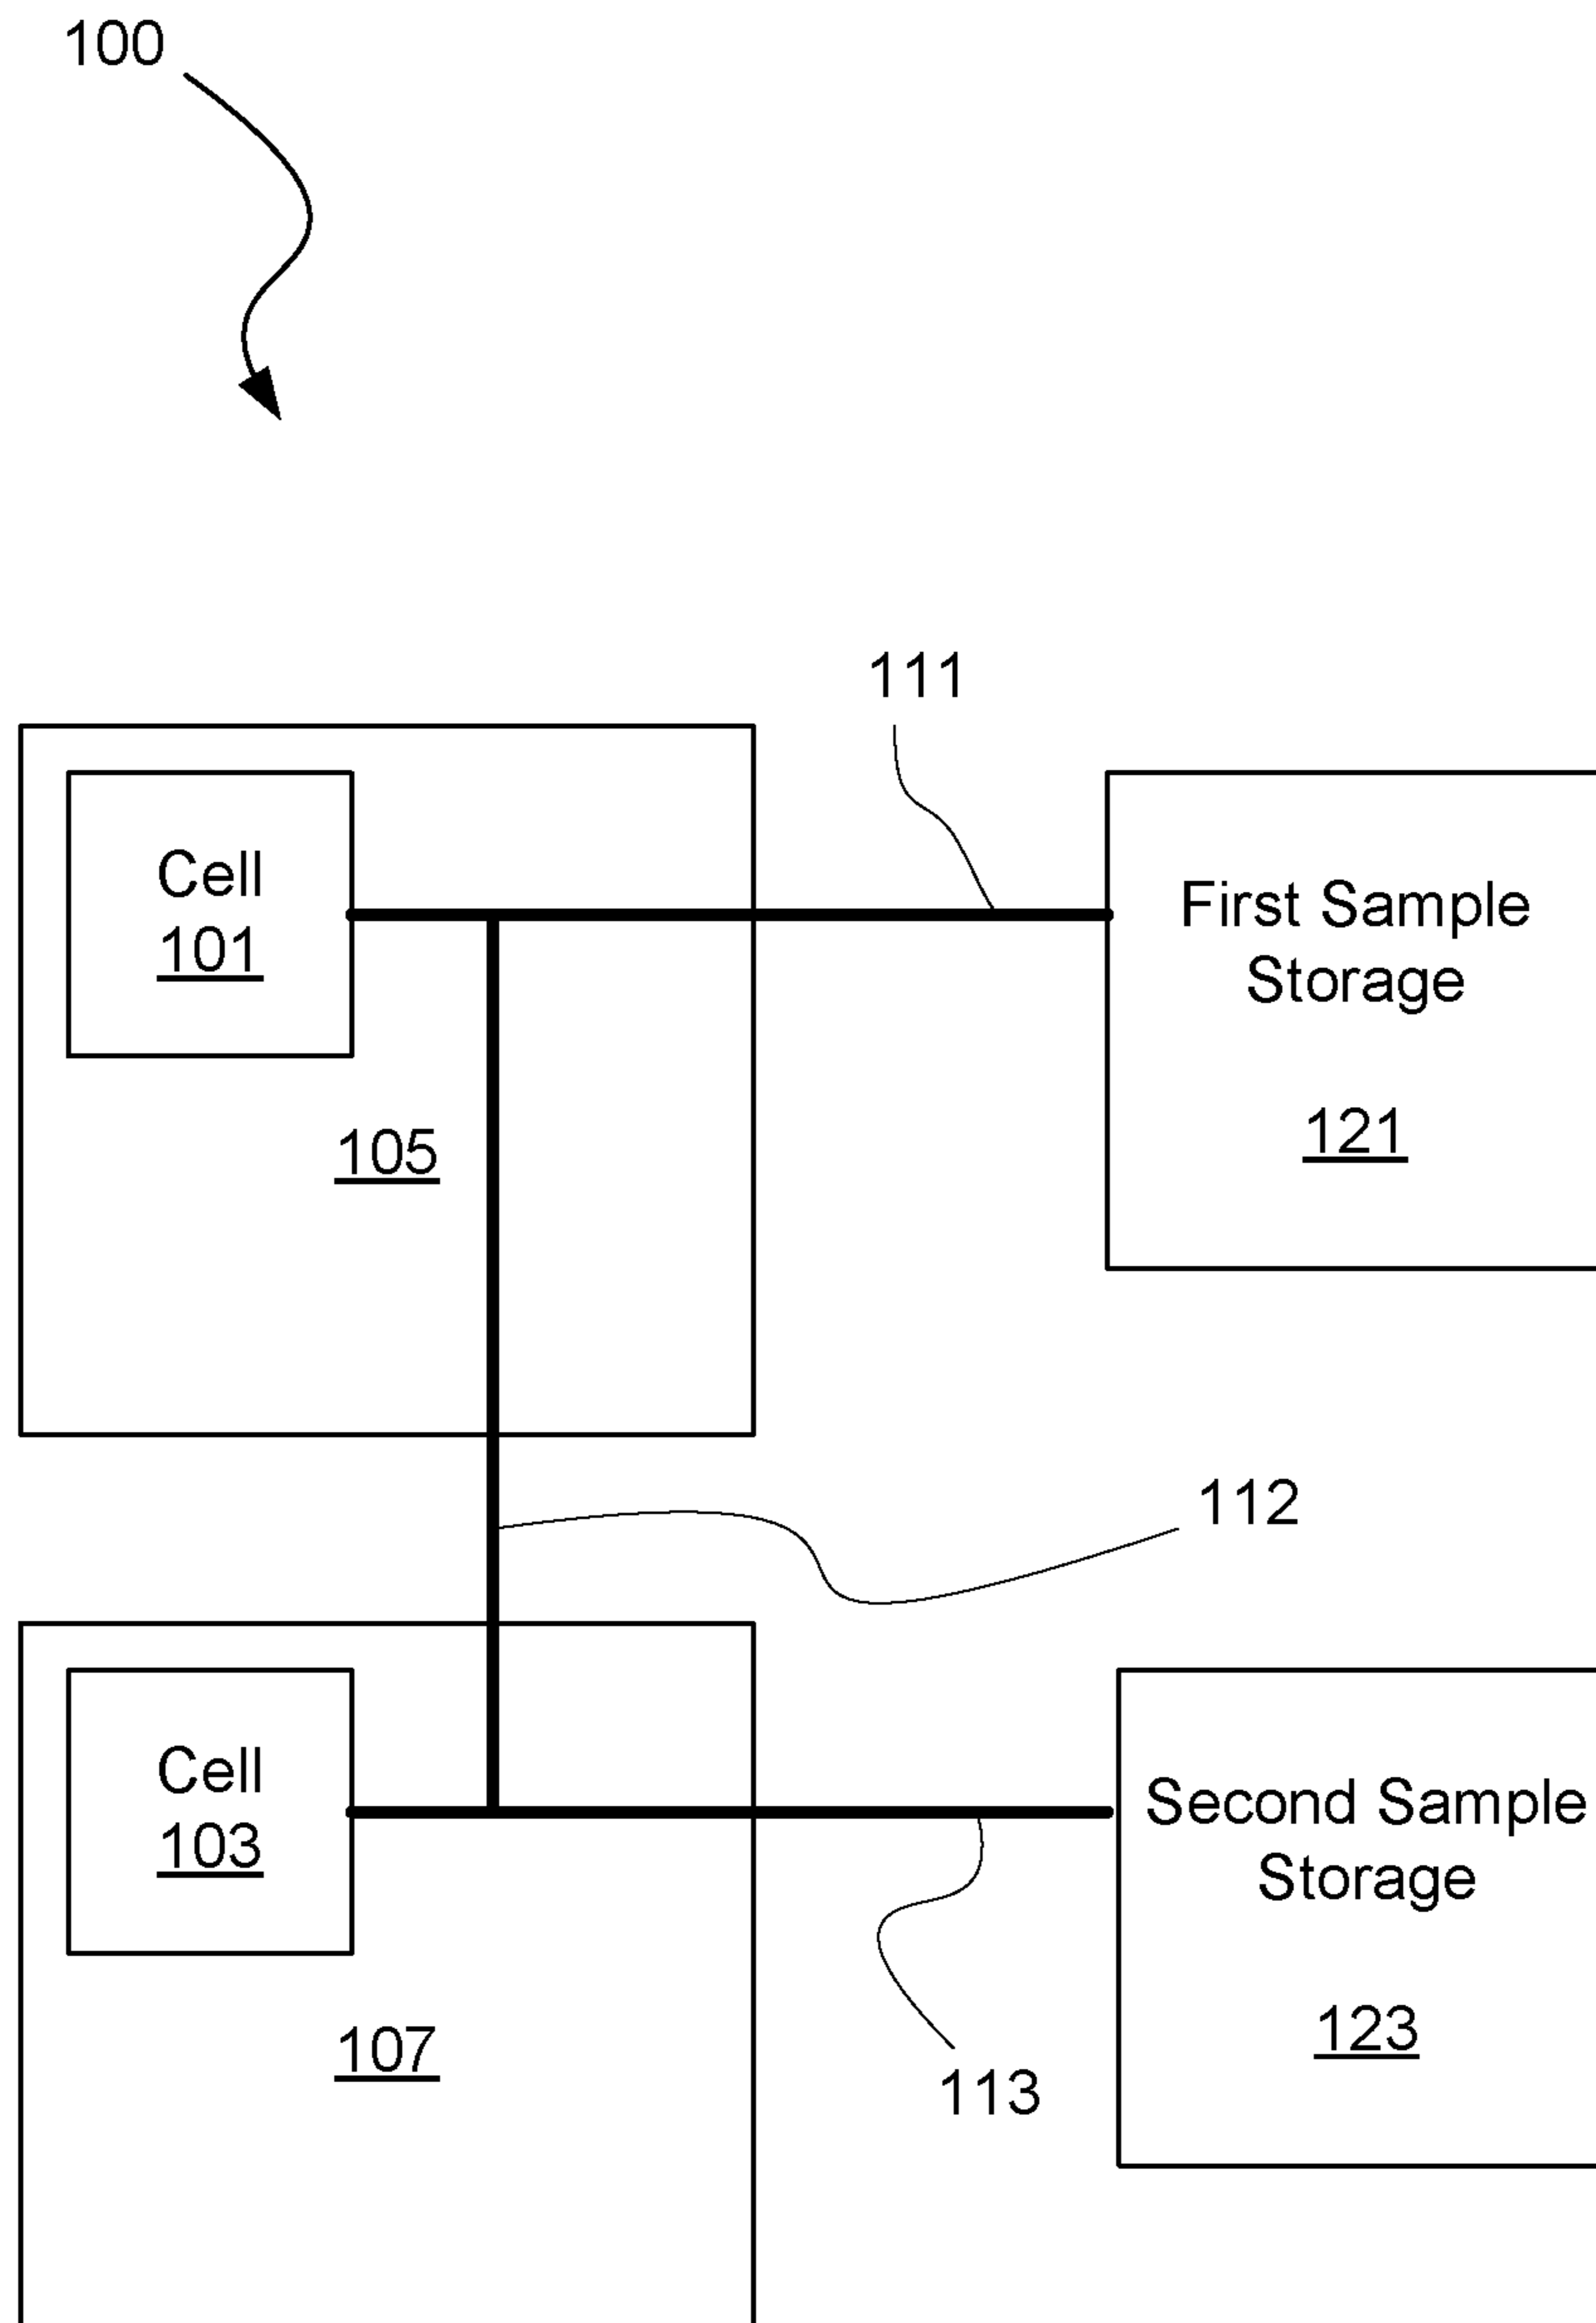 100
111
Cell
101
First Sample
Storage
121
105
112
Cell
103
Second Sample
Storage
123
107
113